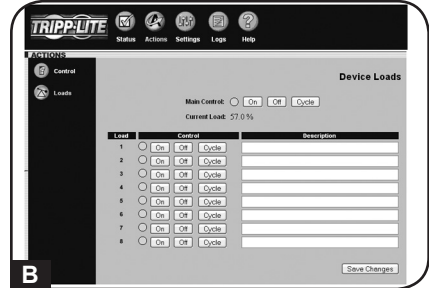 TRIPP·LITE
Status Actions Settings Logs Help
ACTIONS
Control
Loads
Device Loads
Main Control: On Off Cycle
Current Load: 57.0 %
Load Control Description
1 On Off Cycle
2 On Off Cycle
3 On Off Cycle
4 On Off Cycle
5 On Off Cycle
6 On Off Cycle
7 On Off Cycle
8 On Off Cycle
Save Changes
B